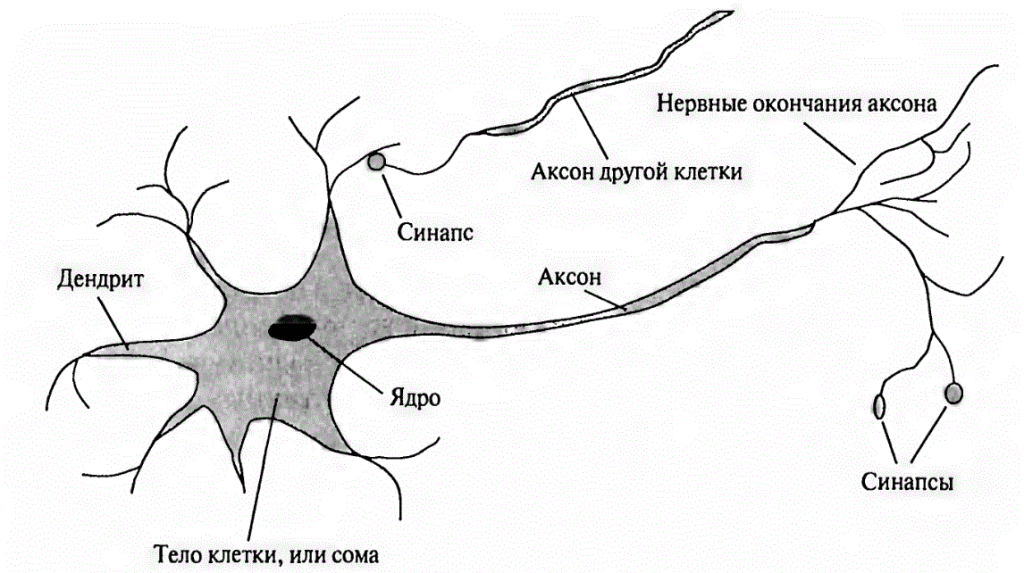 Нервные окончания аксона
Аксон другой клетки
Синапс
Дендрит
Аксон
Ядро
Синапсы
Тело клетки, или сома